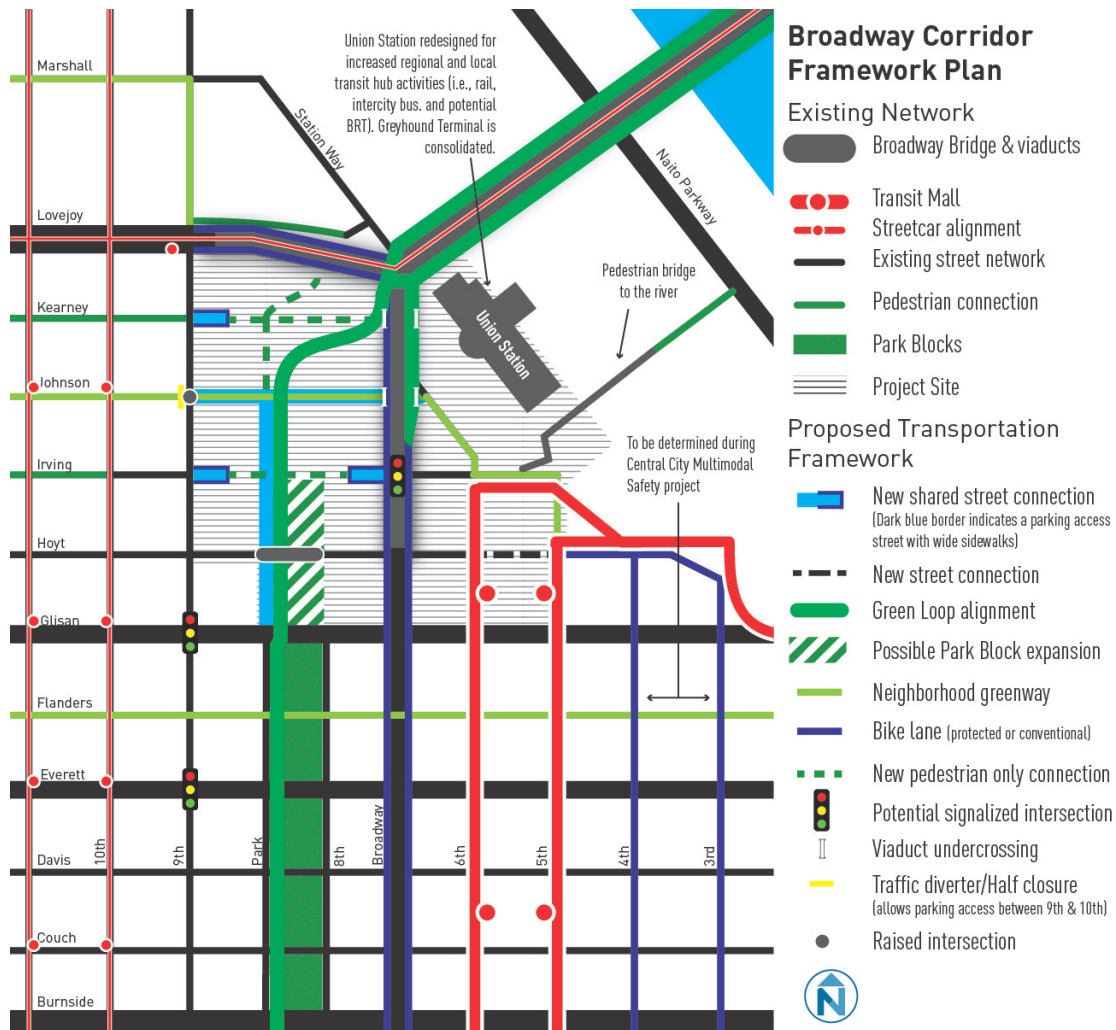 Marshall
Lovejoy
Kearney
Johnson
Irving
Hoyt
Glisan
Flanders
Everett
Davis
Couch
Burnside
10th
9th
Park
8th
Broadway
6th
5th
4th
3rd
Station Way
Naito Parkway
Union Station
Union Station redesigned for
increased regional and local
transit hub activities (i.e., rail,
intercity bus. and potential
BRT). Greyhound Terminal is
consolidated.
Pedestrian bridge
to the river
To be determined during
Central City Multimodal
Safety project
Broadway Corridor
Framework Plan
Existing Network
Broadway Bridge & viaducts
Transit Mall
Streetcar alignment
Existing street network
Pedestrian connection
Park Blocks
Project Site
Proposed Transportation
Framework
New shared street connection
(Dark blue border indicates a parking access
street with wide sidewalks)
New street connection
Green Loop alignment
Possible Park Block expansion
Neighborhood greenway
Bike lane (protected or conventional)
New pedestrian only connection
Potential signalized intersection
Viaduct undercrossing
Traffic diverter/Half closure
(allows parking access between 9th & 10th)
Raised intersection
N